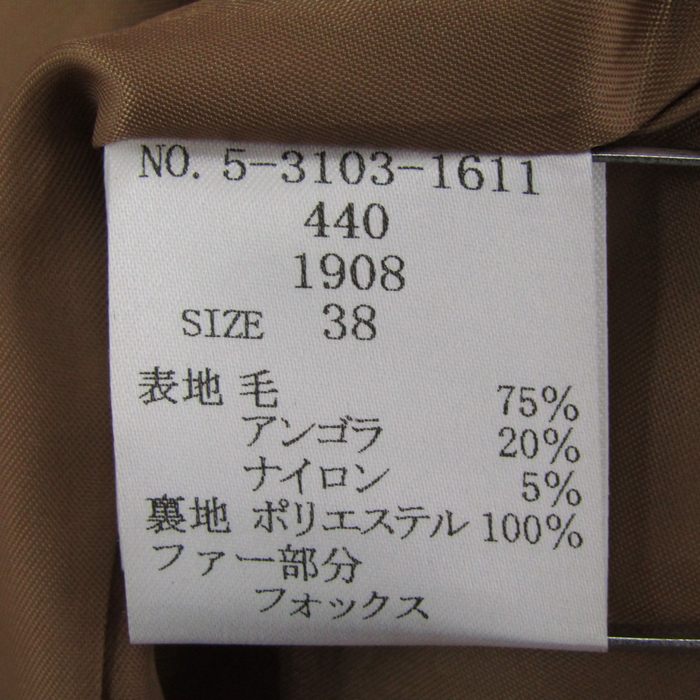 NO. 5-3103-1611
440
1908
SIZE 38
表地 毛 75%
アンゴラ 20%
ナイロン 5%
裏地 ポリエステル 100%
ファー部分
フォックス